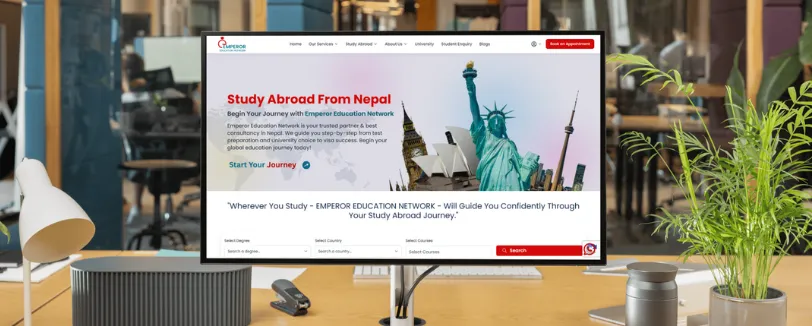 EMPEROR
EDUCATION NETWORK
Home Our Services Study Abroad About Us University Student Enquiry Blogs Book an Appointment
Study Abroad From Nepal
Begin Your Journey with Emperor Education Network
Emperor Education Network is your trusted partner & best
consultancy in Nepal. We guide you step-by-step from test
preparation and University choice to visa success. Begin your
global education journey today!
Start Your Journey
"Wherever You Study - EMPEROR EDUCATION NETWORK - Will Guide You Confidently Through
Your Study Abroad Journey."
Select Degree Select Country Select Courses
Search a degree... Search a country... Select Courses Search